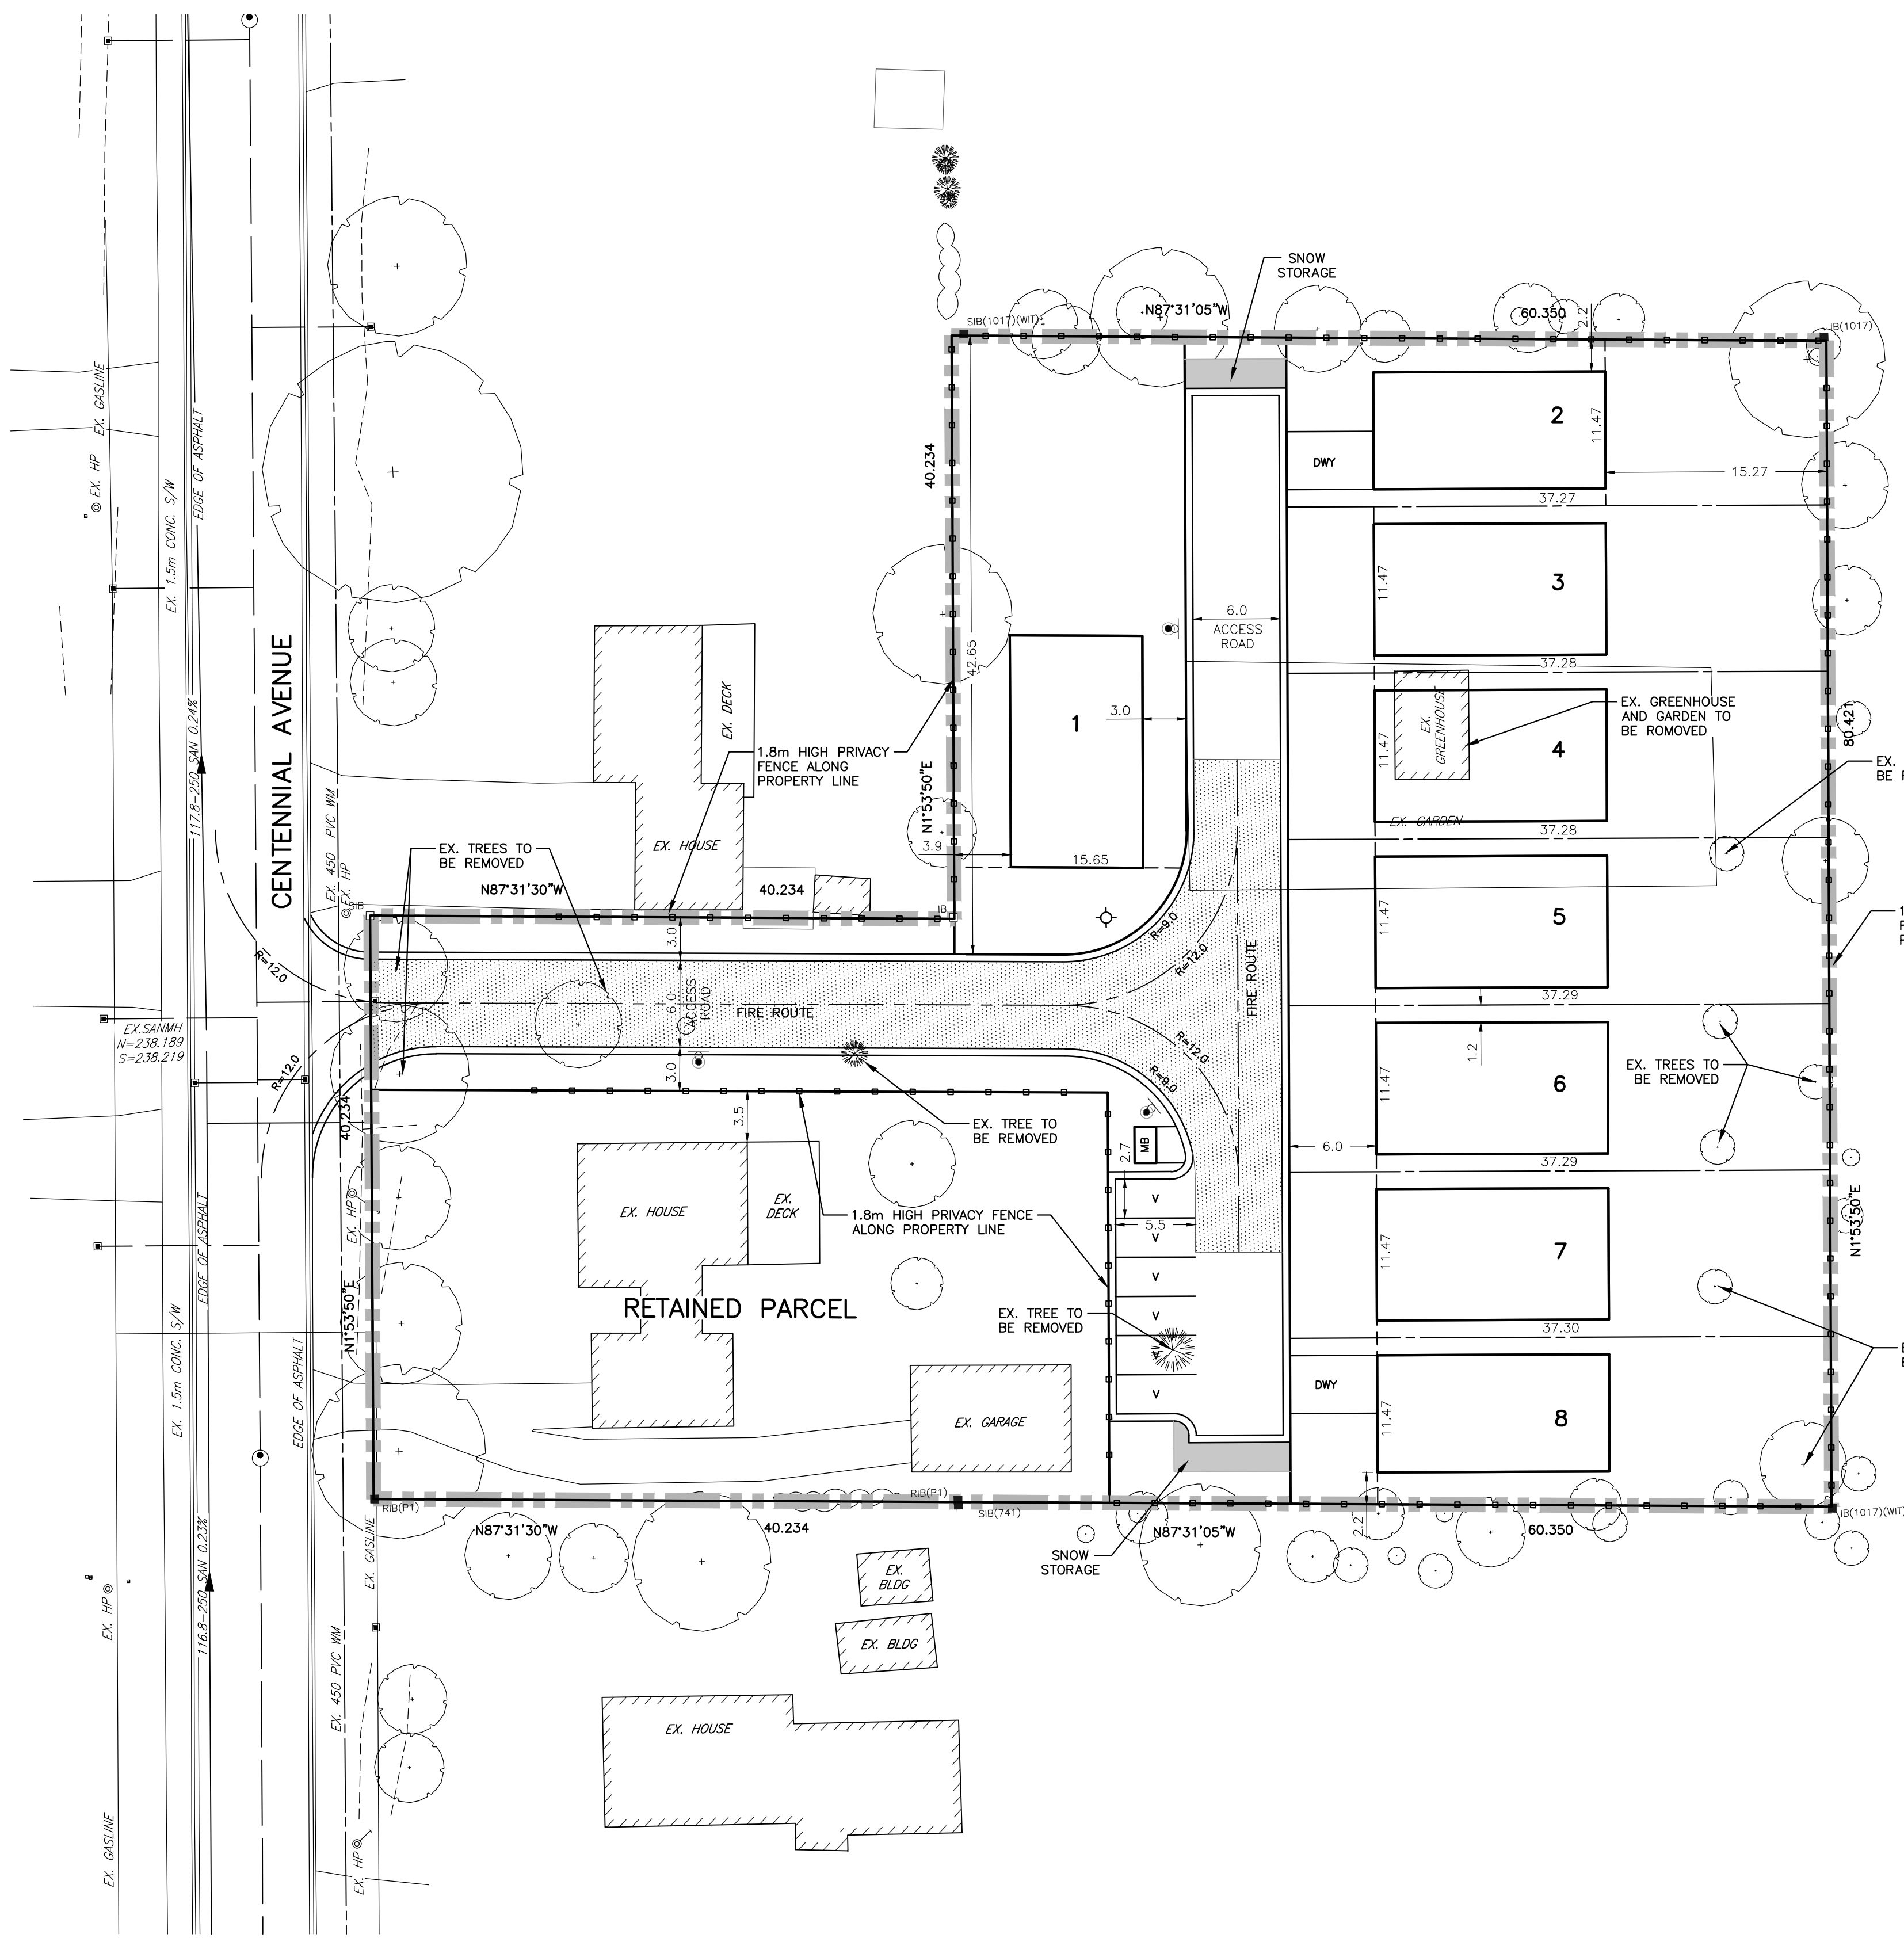 SNOW
STORAGE
N87°31'05"W
60.350
2.2
SIB(1017)(WIT)
IB(1017)
EX. GASLINE
EX. HP
EDGE OF ASPHALT
EX. 1.5m CONC. S/W
40.234
2
11.47
DWY
15.27
37.27
3
11.47
6.0
ACCESS
ROAD
37.28
42.65
1
3.0
EX. DECK
1.8m HIGH PRIVACY
FENCE ALONG
PROPERTY LINE
EX.
GREENHOUSE
EX. GREENHOUSE
AND GARDEN TO
BE ROMOVED
4
11.47
80.421
EX.
BE
CENTENNIAL AVENUE
117.8-250 SAN 0.24%
EX. 450 PVC WM
EX. HP
N1°53'50"E
EX. GARDEN
37.28
EX. TREES TO
BE REMOVED
EX. HOUSE
3.9
15.65
N87°31'30"W
40.234
SIB
IB
5
11.47
1
F
P
3.0
R=9.0
R=12.0
R=12.0
FIRE ROUTE
6.0
ACCESS
ROAD
FIRE ROUTE
37.29
1.2
EX.SANMH
N=238.189
S=238.219
R=12.0
R=12.0
R=9.0
3.0
EX. TREES TO
BE REMOVED
6
11.47
40.234
3.5
EX. TREE TO
BE REMOVED
MB
2.7
6.0
37.29
EX. HOUSE
EX.
DECK
1.8m HIGH PRIVACY FENCE
ALONG PROPERTY LINE
V
5.5
V
V
V
V
V
EX. HP
EDGE OF ASPHALT
N1°53'50"E
N1°53'50"E
7
11.47
RETAINED PARCEL
EX. TREE TO
BE REMOVED
37.30
EX. 1.5m CONC. S/W
EDGE OF ASPHALT
DWY
8
11.47
EX. GARAGE
E
RIB(P1)
RIB(P1)
SIB(741)
IB(1017)(WIT)
N87°31'30"W
40.234
N87°31'05"W
2.2
60.350
SNOW
STORAGE
116.8-250 SAN 0.23%
EX. GASLINE
EX. HP
EX.
BLDG
EX. BLDG
EX. 450 PVC WM
EX. HOUSE
EX. GASLINE
EX. HP